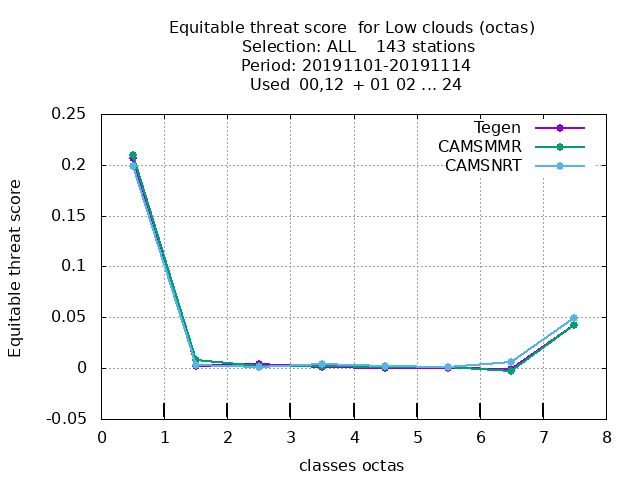 Equitable threat score  for Low clouds (octas)
Selection: ALL    143 stations
Period: 20191101-20191114
Used  00,12  + 01 02 ... 24
Tegen
CAMSMMR
CAMSNRT
Equitable threat score
0.25
0.2
0.15
0.1
0.05
0
-0.05
0 1 2 3 4 5 6 7 8
classes octas